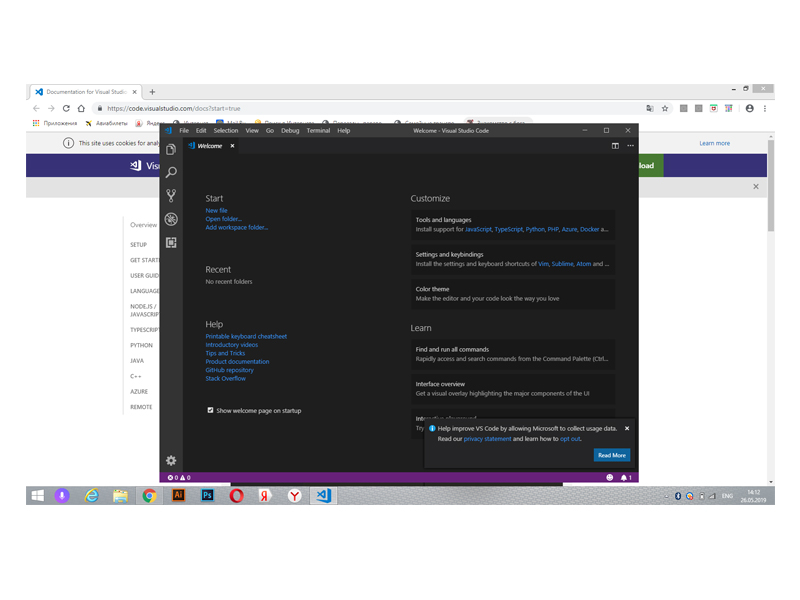 Documentation for Visual Studio
https://code.visualstudio.com/docs?start=true
Приложения
Авиабилеты
This site uses cookies for analy
Learn more
Visu
load
Overview
SETUP
GET START
USER GUID
LANGUAGE
NODE.JS /
JAVASCRIP
TYPESCRIPT
PYTHON
JAVA
C++
AZURE
REMOTE
File Edit Selection View Go Debug Terminal Help
Welcome - Visual Studio Code
Welcome
Start
New file
Open folder...
Add workspace folder...
Recent
No recent folders
Help
Printable keyboard cheatsheet
Introductory videos
Tips and Tricks
Product documentation
GitHub repository
Stack Overflow
Show welcome page on startup
Customize
Tools and languages
Install support for JavaScript, TypeScript, Python, PHP, Azure, Docker a...
Settings and keybindings
Install the settings and keyboard shortcuts of Vim, Sublime, Atom and ...
Color theme
Make the editor and your code look the way you love
Learn
Find and run all commands
Rapidly access and search commands from the Command Palette (Ctrl...
Interface overview
Get a visual overview highlighting the major components of the UI
Help improve VS Code by allowing Microsoft to collect usage data.
Read our privacy statement and learn how to opt out.
Read More
0 0
1
Ai Ps Я Y
ENG
14:12
26.05.2019